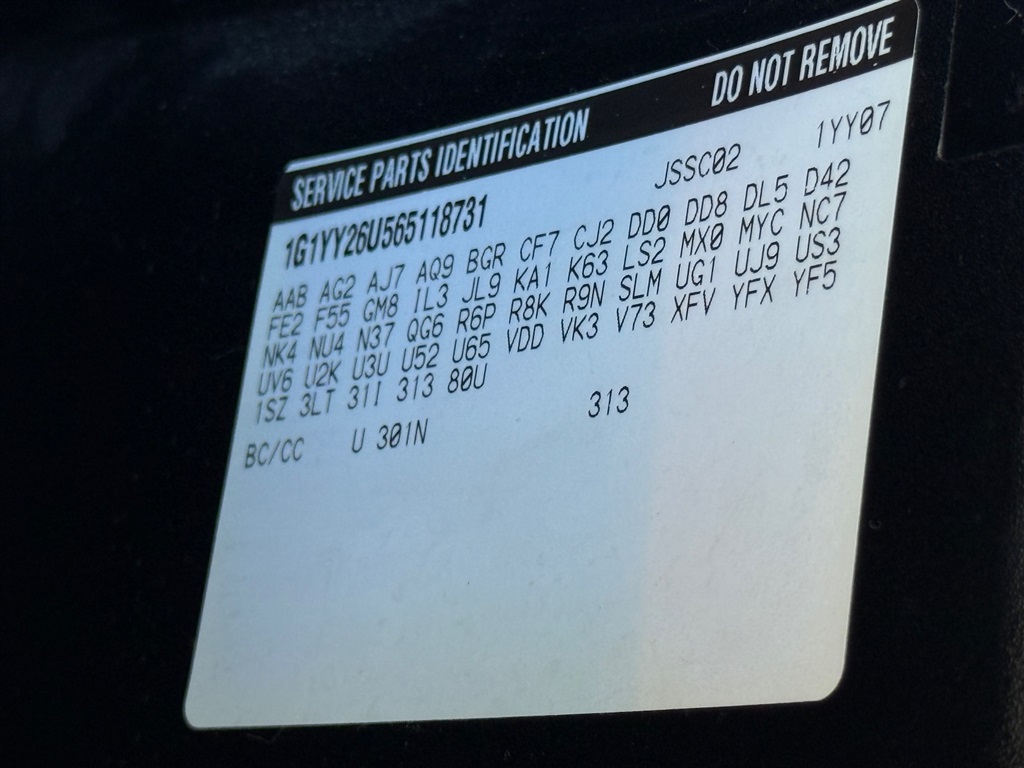 SERVICE PARTS IDENTIFICATION DO NOT REMOVE
1G1YY26U565118731 JSSC02 1YY07
AAB AG2 AJ7 AQ9 BGR CF7 CJ2 DD0 DD8 DL5 D42
FE2 F55 GM8 IL3 JL9 KA1 K63 LS2 MX0 MYC NC7
NK4 NU4 N37 QG6 R6P R8K R9N SLM UG1 UJ9 US3
UV6 U2K U3U U52 U65 VDD VK3 V73 XFV YFX YF5
1SZ 3LT 31I 313 80U
BC/CC U 301N 313